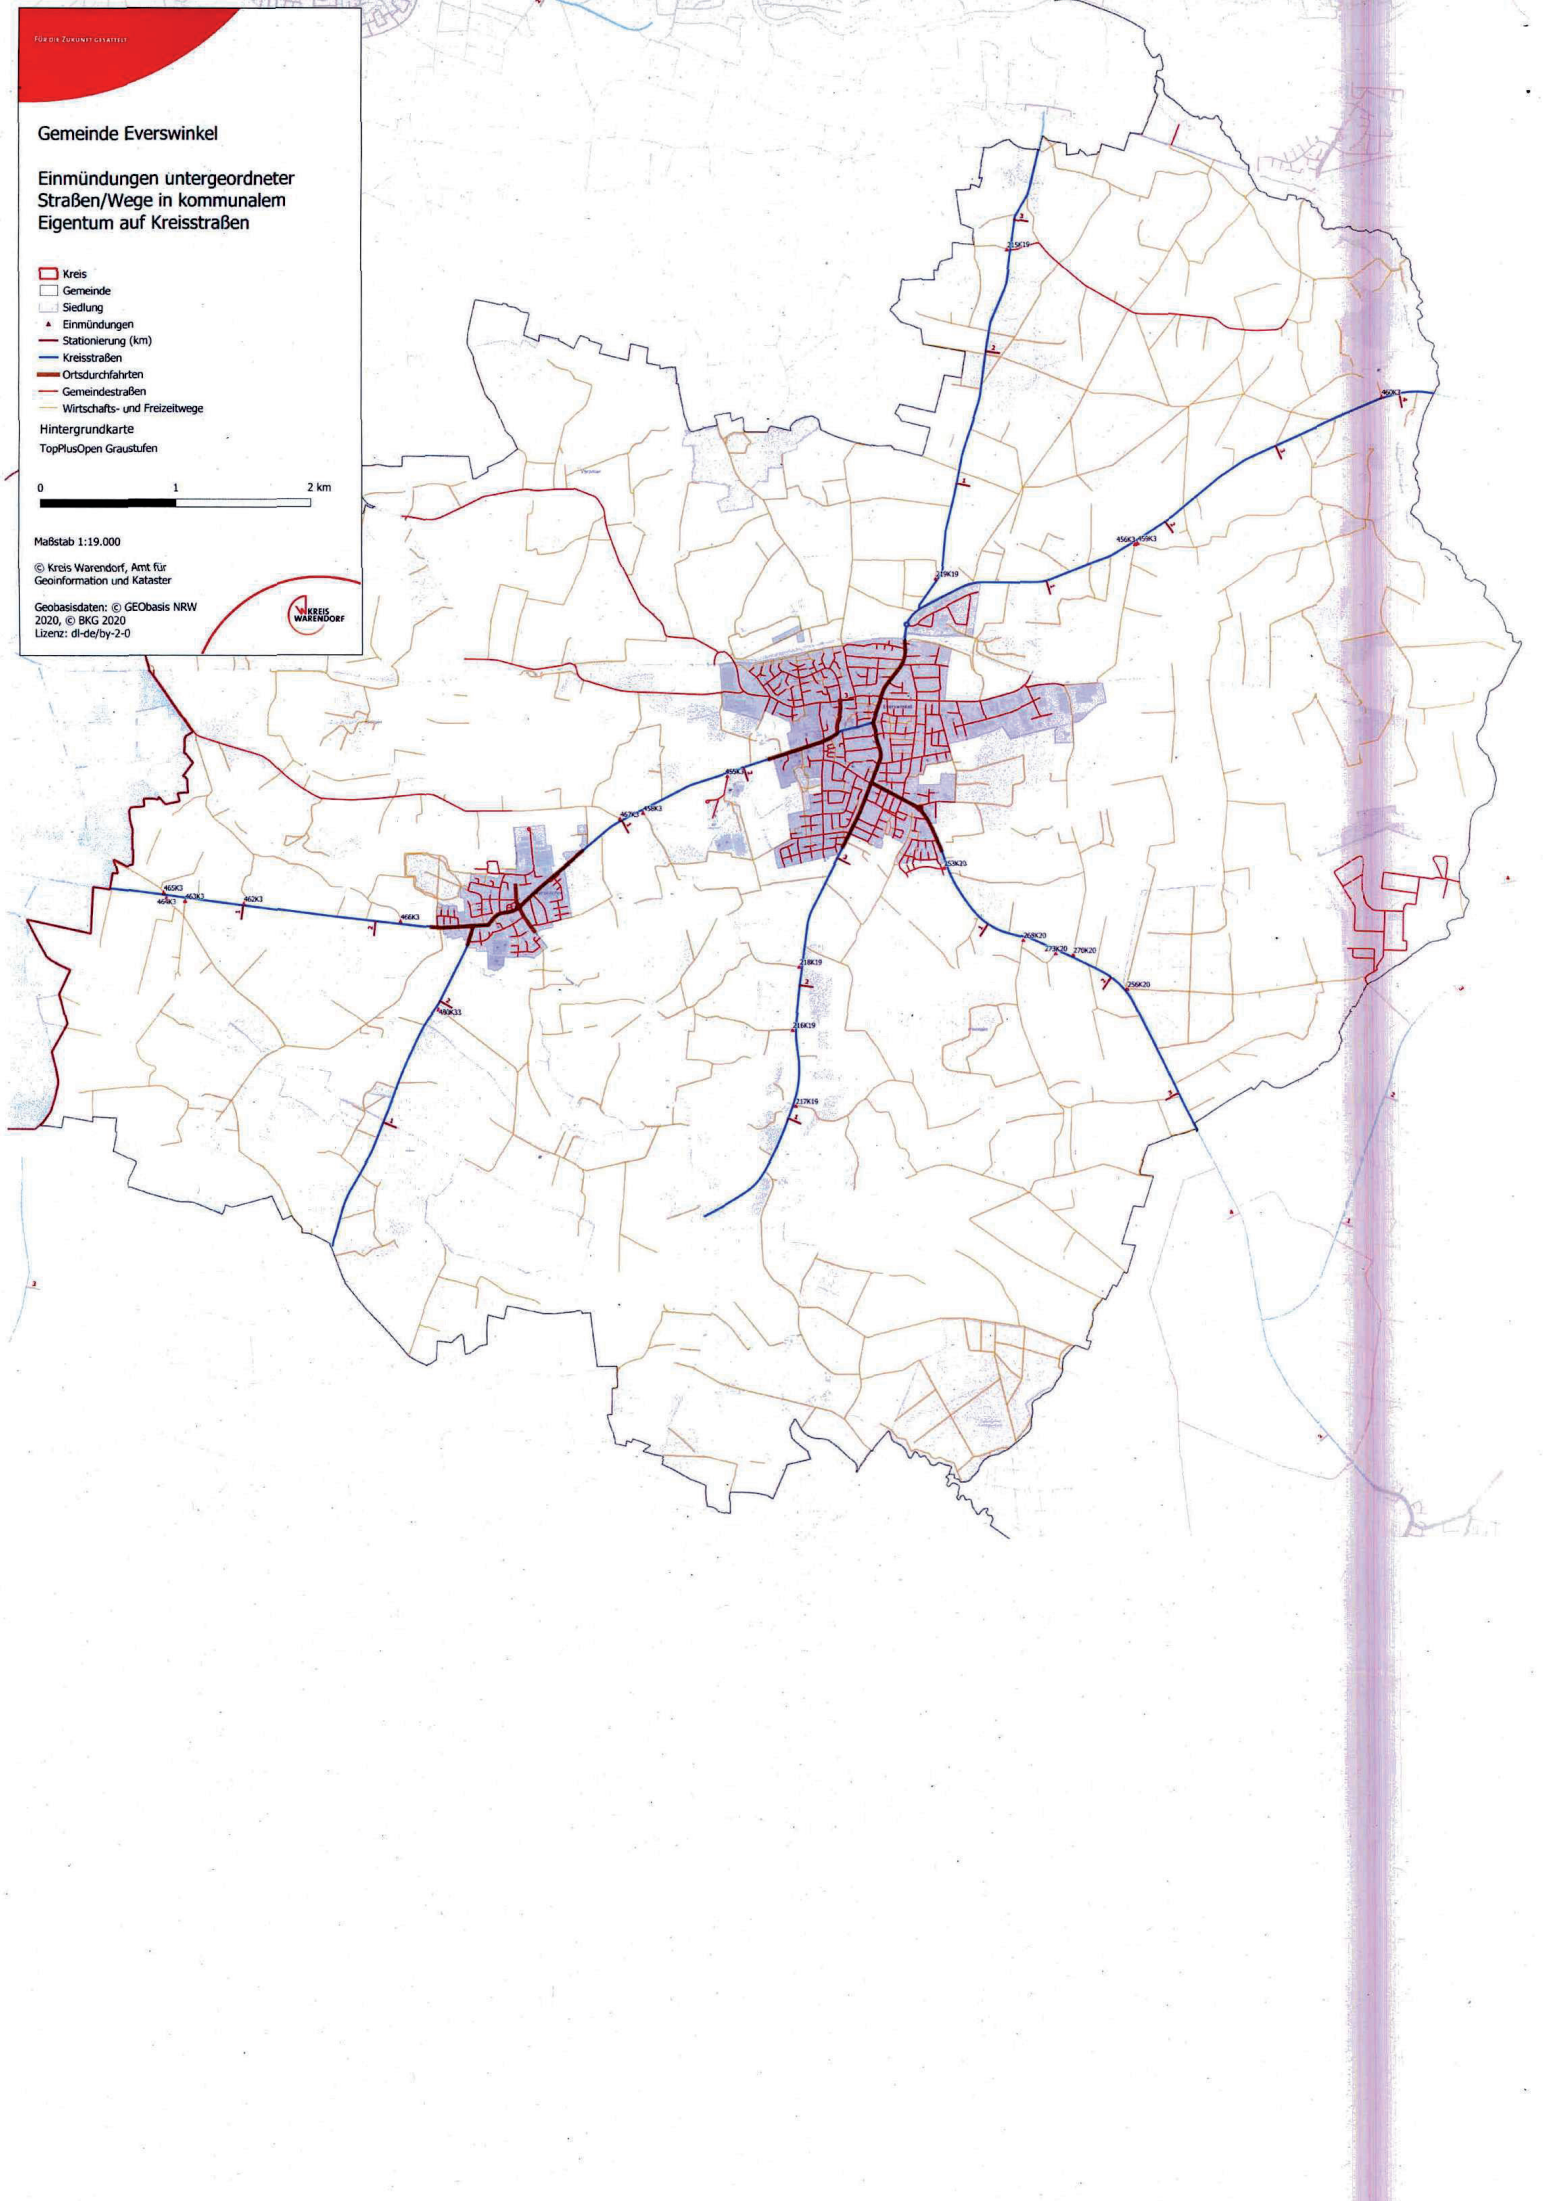 FÜR DIE ZUKUNFT GESATTELT
Gemeinde Everswinkel
Einmündungen untergeordneter
Straßen/Wege in kommunalem
Eigentum auf Kreisstraßen
Kreis
Gemeinde
Siedlung
Einmündungen
Stationierung (km)
Kreisstraßen
Ortsdurchfahrten
Gemeindestraßen
Wirtschafts- und Freizeitwege
Hintergrundkarte
TopPlusOpen Graustufen
0 1 2 km
Maßstab 1:19.000
© Kreis Warendorf, Amt für
Geoinformation und Kataster
Geobasisdaten: © GEObasis NRW
2020, © BKG 2020
Lizenz: dl-de/by-2-0
KREIS
WARENDORF
215K19
460K3
456K3 459K3
219K19
455K3
458K3
467K3
253K20
465K3
464K3 463K3
462K3
466K3
268K20
273K20 270K20
218K19
256K20
480K33
216K19
217K19